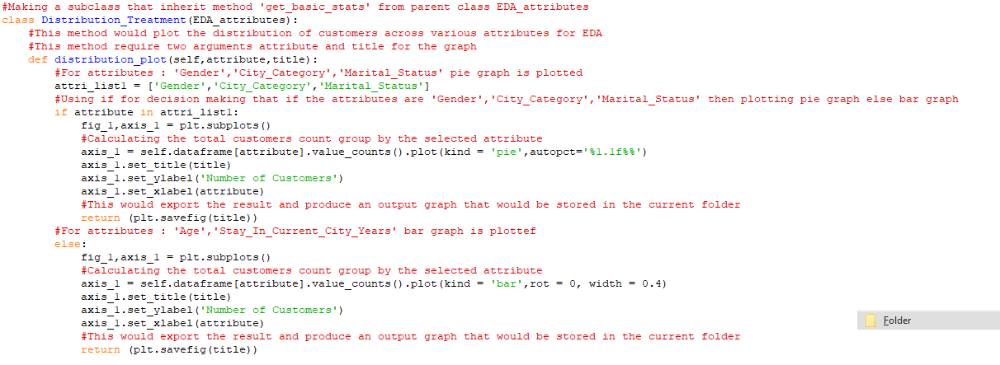 #Making a subclass that inherit method 'get_basic_stats' from parent class EDA_attributes
class Distribution_Treatment(EDA_attributes):
    #This method would plot the distribution of customers across various attributes for EDA
    #This method require two arguments attribute and title for the graph
    def distribution_plot(self,attribute,title):
        #For attributes : 'Gender','City_Category','Marital_Status' pie graph is plotted
        attri_list1 = ['Gender','City_Category','Marital_Status']
        #Using if for decision making that if the attributes are 'Gender','City_Category','Marital_Status' then plotting pie graph else bar graph
        if attribute in attri_list1:
            fig_1,axis_1 = plt.subplots()
            #Calculating the total customers count group by the selected attribute
            axis_1 = self.dataframe[attribute].value_counts().plot(kind = 'pie',autopct='%1.1f%%')
            axis_1.set_title(title)
            axis_1.set_ylabel('Number of Customers')
            axis_1.set_xlabel(attribute)
            #This would export the result and produce an output graph that would be stored in the current folder
            return (plt.savefig(title))
        #For attributes : 'Age','Stay_In_Current_City_Years' bar graph is plottef
        else:
            fig_1,axis_1 = plt.subplots()
            #Calculating the total customers count group by the selected attribute
            axis_1 = self.dataframe[attribute].value_counts().plot(kind = 'bar',rot = 0, width = 0.4)
            axis_1.set_title(title)
            axis_1.set_ylabel('Number of Customers')
            axis_1.set_xlabel(attribute)
            #This would export the result and produce an output graph that would be stored in the current folder
            return (plt.savefig(title))
Folder